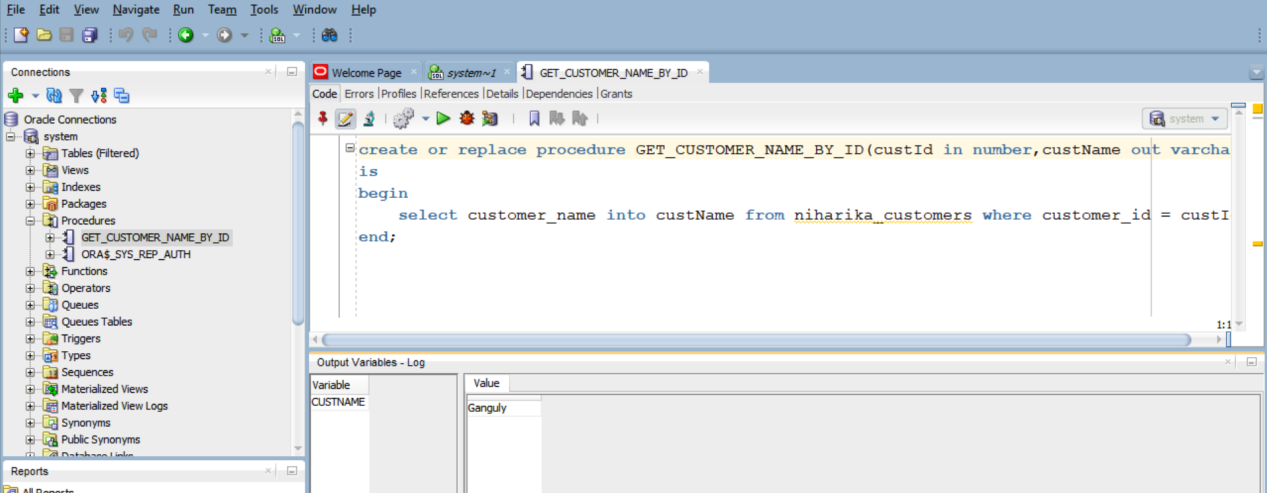 File Edit View Navigate Run Team Tools Window Help
Connections
Oracle Connections
system
Tables (Filtered)
Views
Indexes
Packages
Procedures
GET_CUSTOMER_NAME_BY_ID
ORA$_SYS_REP_AUTH
Functions
Operators
Queues
Queues Tables
Triggers
Types
Sequences
Materialized Views
Materialized View Logs
Synonyms
Public Synonyms
Database Links
Reports
All Reports
Welcome Page system~1 GET_CUSTOMER_NAME_BY_ID
Code Errors |Profiles |References |Details |Dependencies |Grants
system
create or replace procedure GET_CUSTOMER_NAME_BY_ID(custId in number,custName out varcha
is
begin
select customer_name into custName from niharika_customers where customer_id = custI
end;
1:1
Output Variables - Log
Variable
CUSTNAME
Value
Ganguly